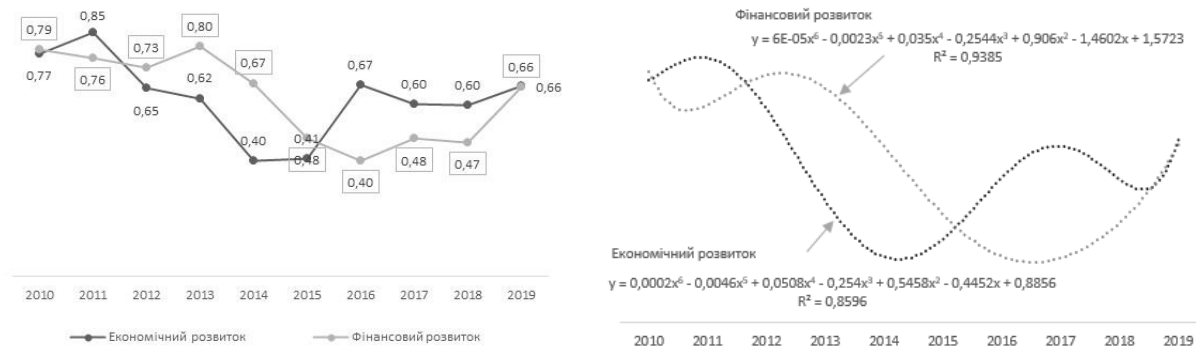 0,79
0,85
0,73
0,80
0,67
0,67
0,66
0,77
0,76
0,65
0,62
0,40
0,41
0,48
0,40
0,60
0,48
0,60
0,47
0,66
2010 2011 2012 2013 2014 2015 2016 2017 2018 2019
Економічний розвиток Фінансовий розвиток
Фінансовий розвиток
y = 6E-05x⁶ - 0,0023x⁵ + 0,035x⁴ - 0,2544x³ + 0,906x² - 1,4602x + 1,5723
R² = 0,9385
Економічний розвиток
y = 0,0002x⁶ - 0,0046x⁵ + 0,0508x⁴ - 0,254x³ + 0,5458x² - 0,4452x + 0,8856
R² = 0,8596
2010 2011 2012 2013 2014 2015 2016 2017 2018 2019